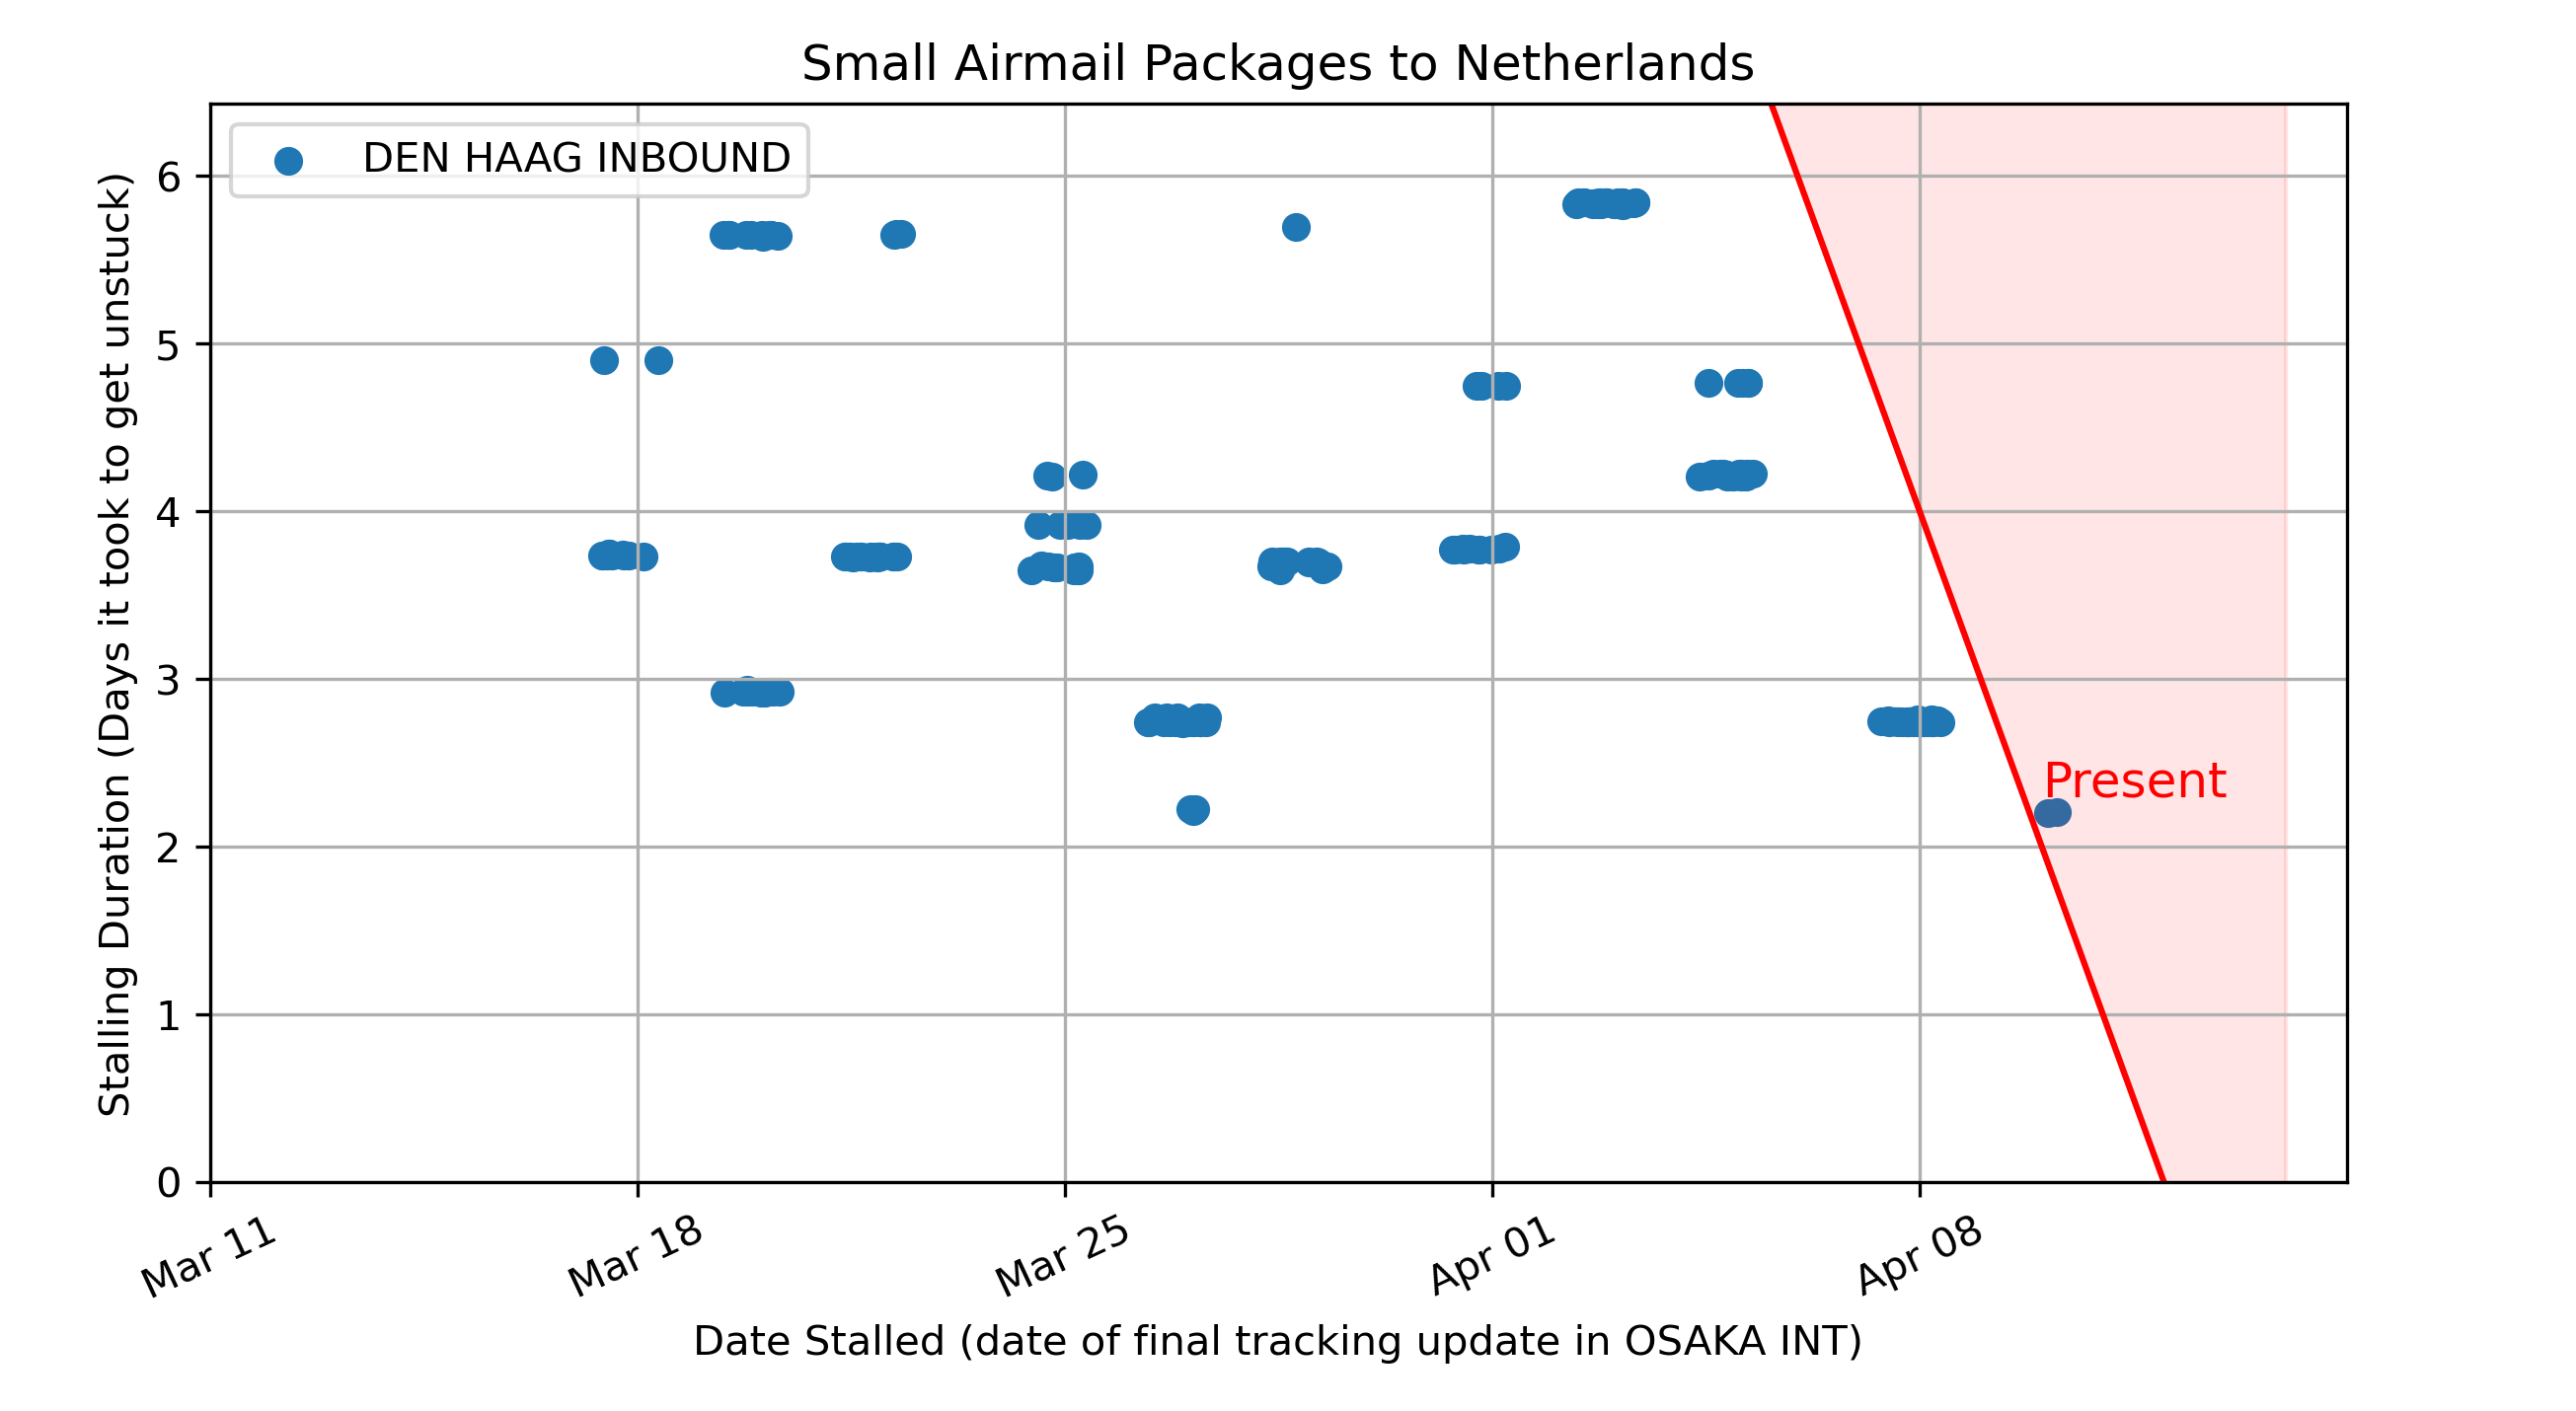 Small Airmail Packages to Netherlands
DEN HAAG INBOUND
Stalling Duration (Days it took to get unstuck)
6
5
4
3
2
1
0
Present
Mar 11
Mar 18
Mar 25
Apr 01
Apr 08
Date Stalled (date of final tracking update in OSAKA INT)